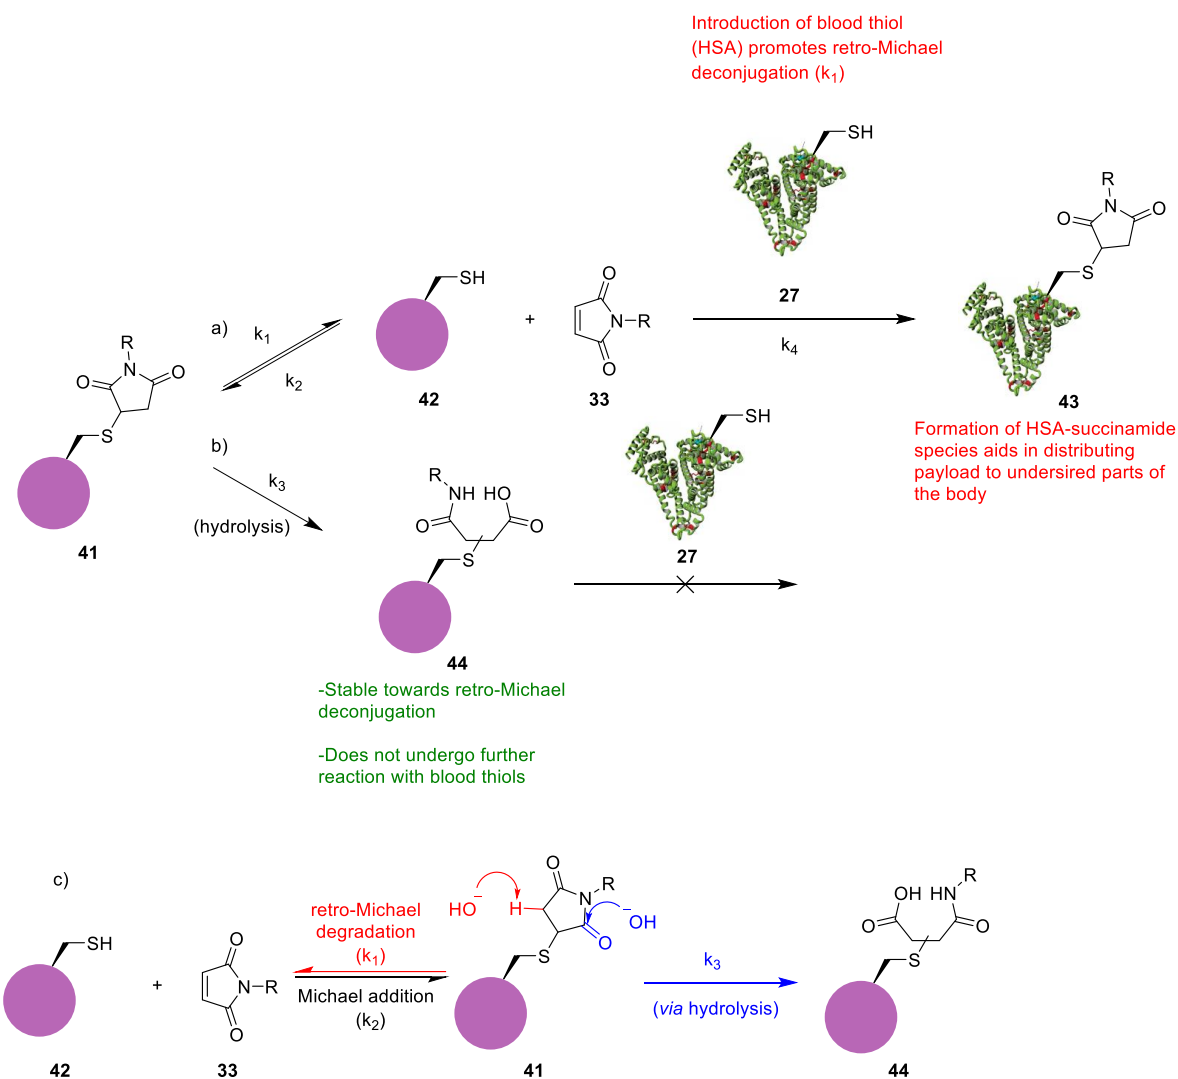 Introduction of blood thiol
(HSA) promotes retro-Michael
deconjugation (k1)
SH
R
N
O
O
S
27
43
Formation of HSA-succinamide
species aids in distributing
payload to undersired parts of
the body
a)
k1
k2
SH
42
+
O
N
R
O
33
k4
R
N
O
O
S
41
b)
k3
(hydrolysis)
R
NH HO
O
O
S
44
-Stable towards retro-Michael
deconjugation
-Does not undergo further
reaction with blood thiols
SH
27
c)
SH
42
+
O
N
R
O
33
retro-Michael
degradation
(k1)
Michael addition
(k2)
HO−
H
O
R
N
−OH
O
S
41
k3
(via hydrolysis)
R
OH HN
O
O
S
44